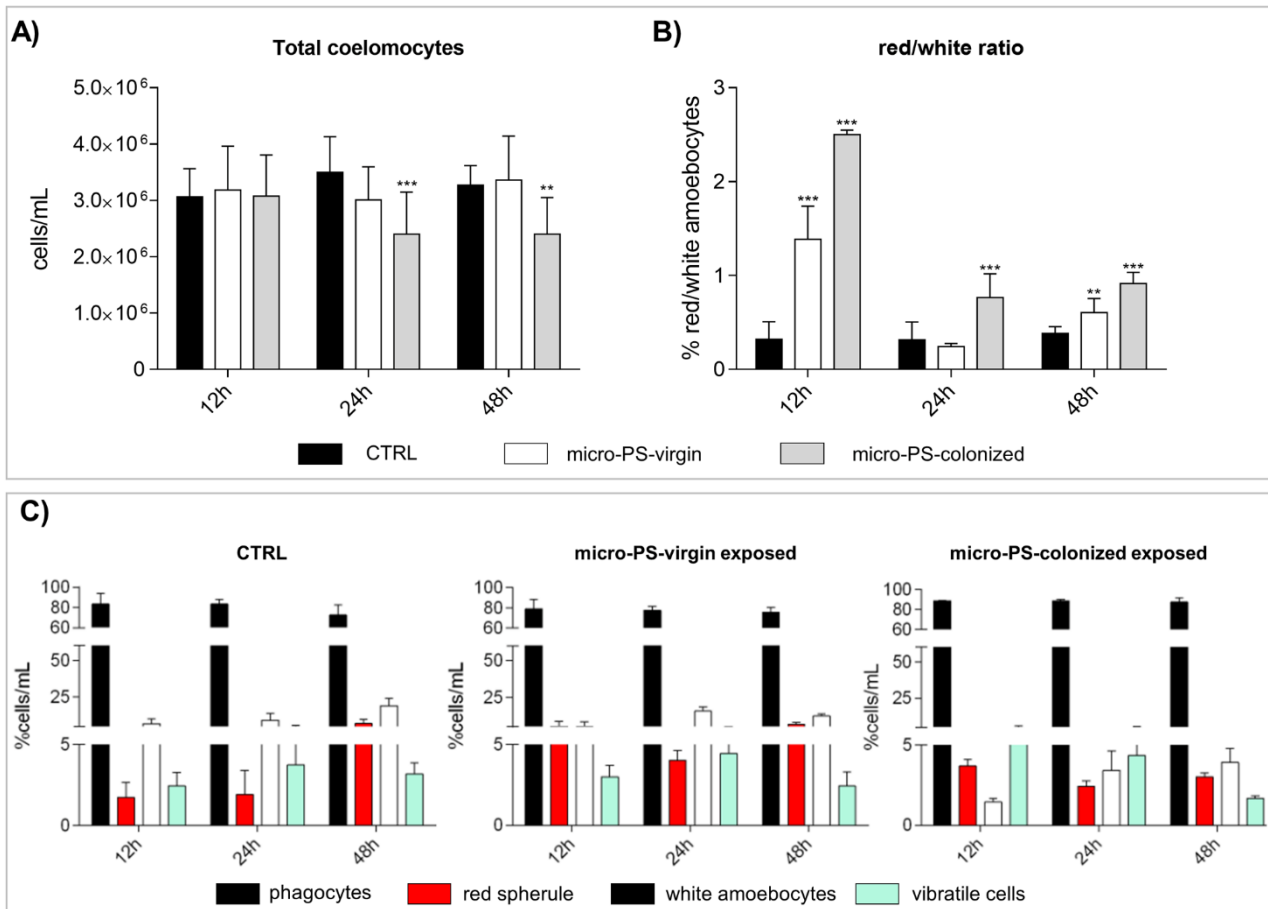 A)
Total coelomocytes
5.0×10⁶
4.0×10⁶
3.0×10⁶
2.0×10⁶
1.0×10⁶
0
cells/mL
***
**
12h
24h
48h
B)
red/white ratio
3
2
1
0
% red/white amoebocytes
***
***
***
**
***
12h
24h
48h
CTRL
micro-PS-virgin
micro-PS-colonized
C)
CTRL
100
80
60
50
25
5
0
%cells/mL
12h
24h
48h
micro-PS-virgin exposed
100
80
60
50
25
5
0
%cells/mL
12h
24h
48h
micro-PS-colonized exposed
100
80
60
50
25
5
0
%cells/mL
12h
24h
48h
phagocytes
red spherule
white amoebocytes
vibratile cells